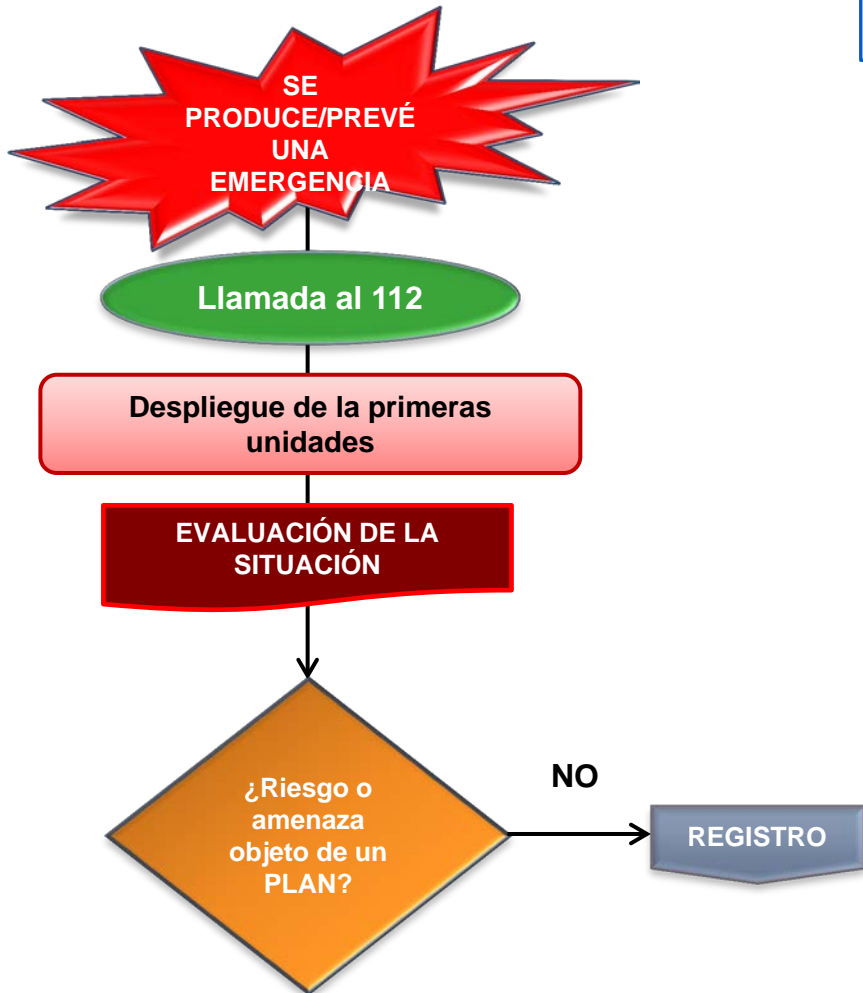 SE
PRODUCE/PREVÉ
UNA
EMERGENCIA
Llamada al 112
Despliegue de la primeras
unidades
EVALUACIÓN DE LA
SITUACIÓN
¿Riesgo o
amenaza
objeto de un
PLAN?
NO
REGISTRO